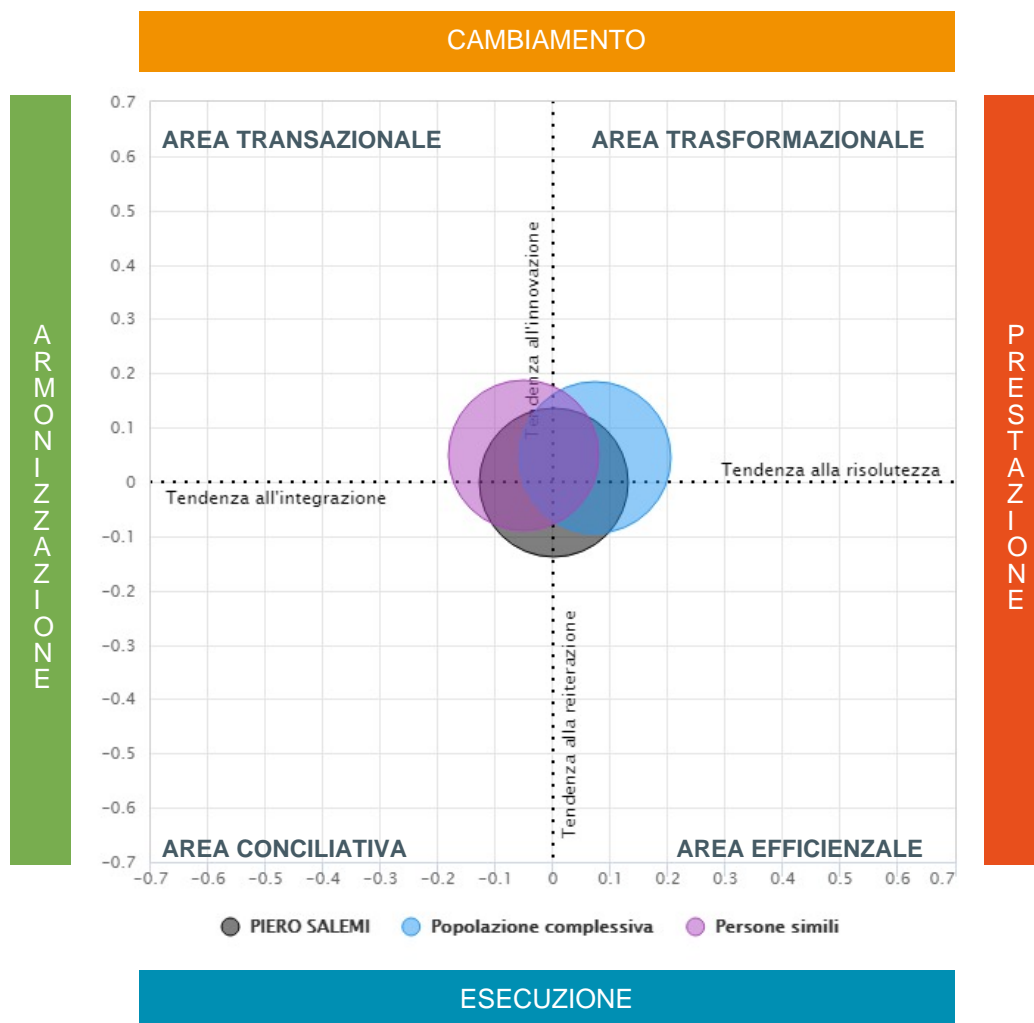 CAMBIAMENTO
ARMONIZZAZIONE
PRESTAZIONE
AREA TRANSAZIONALE
AREA TRASFORMAZIONALE
0.7
0.6
0.5
0.4
0.3
0.2
0.1
0
-0.1
-0.2
-0.3
-0.4
-0.5
-0.6
-0.7
Tendenza all'innovazione
Tendenza alla risolutezza
Tendenza all'integrazione
Tendenza alla reiterazione
AREA CONCILIATIVA
AREA EFFICIENZALE
-0.7 -0.6 -0.5 -0.4 -0.3 -0.2 -0.1 0 0.1 0.2 0.3 0.4 0.5 0.6 0.7
PIERO SALEMI Popolazione complessiva Persone simili
ESECUZIONE